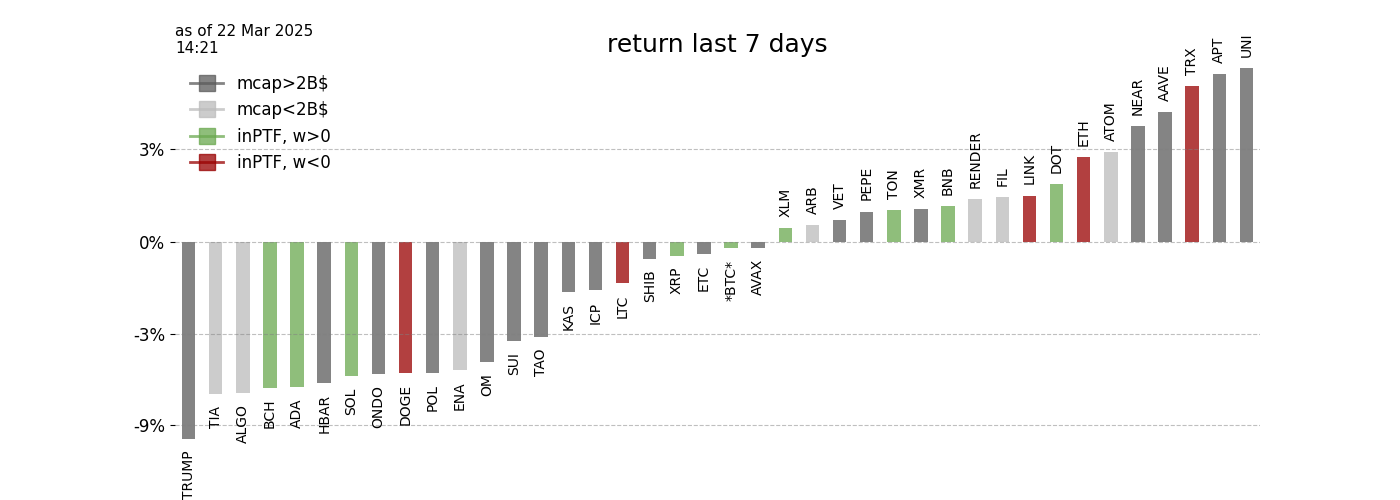 as of 22 Mar 2025
14:21
return last 7 days
mcap>2B$
mcap<2B$
inPTF, w>0
inPTF, w<0
3%
0%
-3%
-9%
TRUMP
TIA
ALGO
BCH
ADA
HBAR
SOL
ONDO
DOGE
POL
ENA
OM
SUI
TAO
KAS
ICP
LTC
SHIB
XRP
ETC
*BTC*
AVAX
XLM
ARB
VET
PEPE
TON
XMR
BNB
RENDER
FIL
LINK
DOT
ETH
ATOM
NEAR
AAVE
TRX
APT
UNI